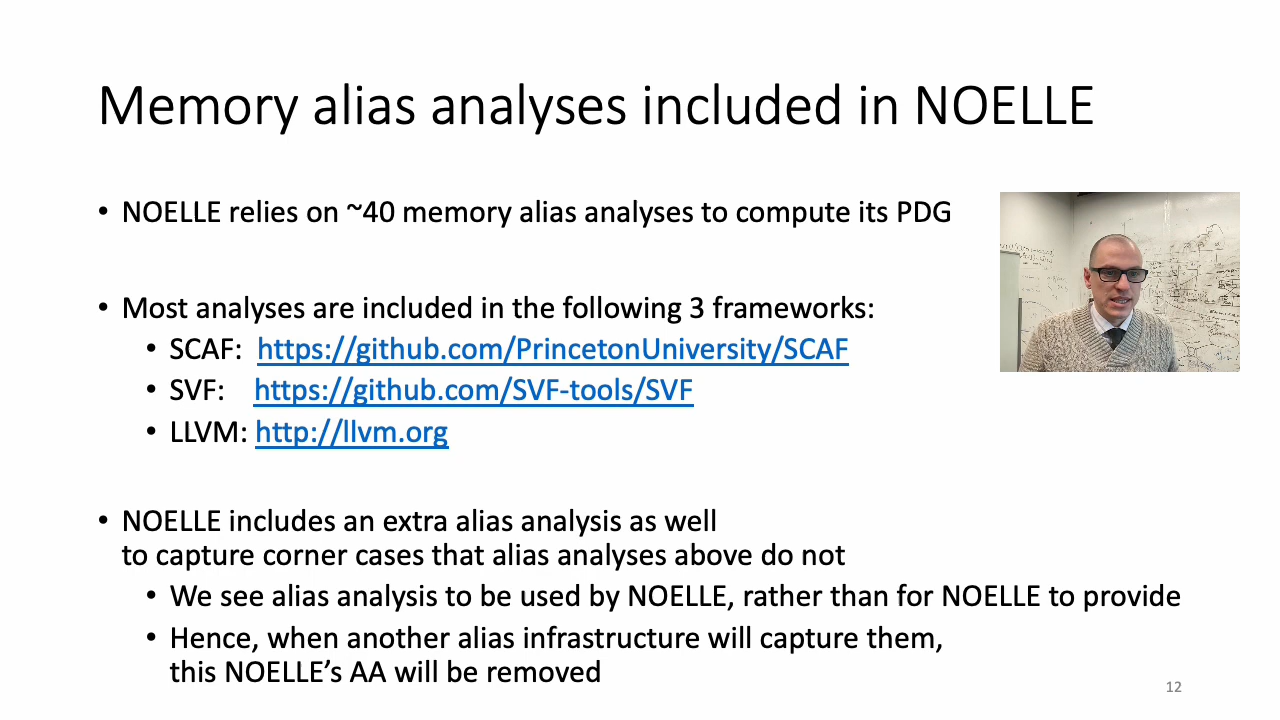 Memory alias analyses included in NOELLE
• NOELLE relies on ~40 memory alias analyses to compute its PDG
• Most analyses are included in the following 3 frameworks:
• SCAF: https://github.com/PrincetonUniversity/SCAF
• SVF: https://github.com/SVF-tools/SVF
• LLVM: http://llvm.org
• NOELLE includes an extra alias analysis as well
to capture corner cases that alias analyses above do not
• We see alias analysis to be used by NOELLE, rather than for NOELLE to provide
• Hence, when another alias infrastructure will capture them,
this NOELLE’s AA will be removed
12